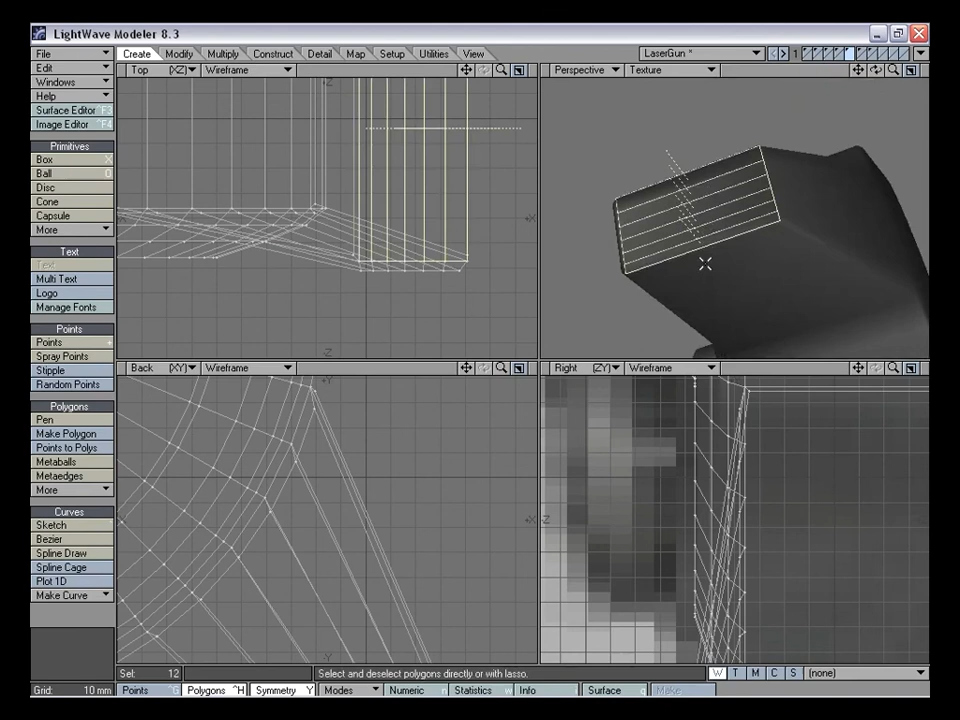 LightWave Modeler 8.3
File
Create Modify Multiply Construct Detail Map Setup Utilities View
LaserGun *
1
Edit
Windows
Help
Surface Editor F3
Image Editor ^F4
Primitives
Box X
Ball O
Disc
Cone
Capsule
More
Text
Text
Multi Text
Logo
Manage Fonts
Points
Points +
Spray Points
Stipple
Random Points
Polygons
Pen
Make Polygon
Points to Polys
Metaballs
Metaedges
More
Curves
Sketch
Bezier
Spline Draw
Spline Cage
Plot 1D
Make Curve
Top (XZ) Wireframe
Perspective Texture
Back (XY) Wireframe
Right (ZY) Wireframe
Sel: 12
Select and deselect polygons directly or with lasso.
W T M C S (none)
Grid: 10 mm
Points ^G Polygons ^H Symmetry Y Modes Numeric n Statistics w Info i Surface q Make